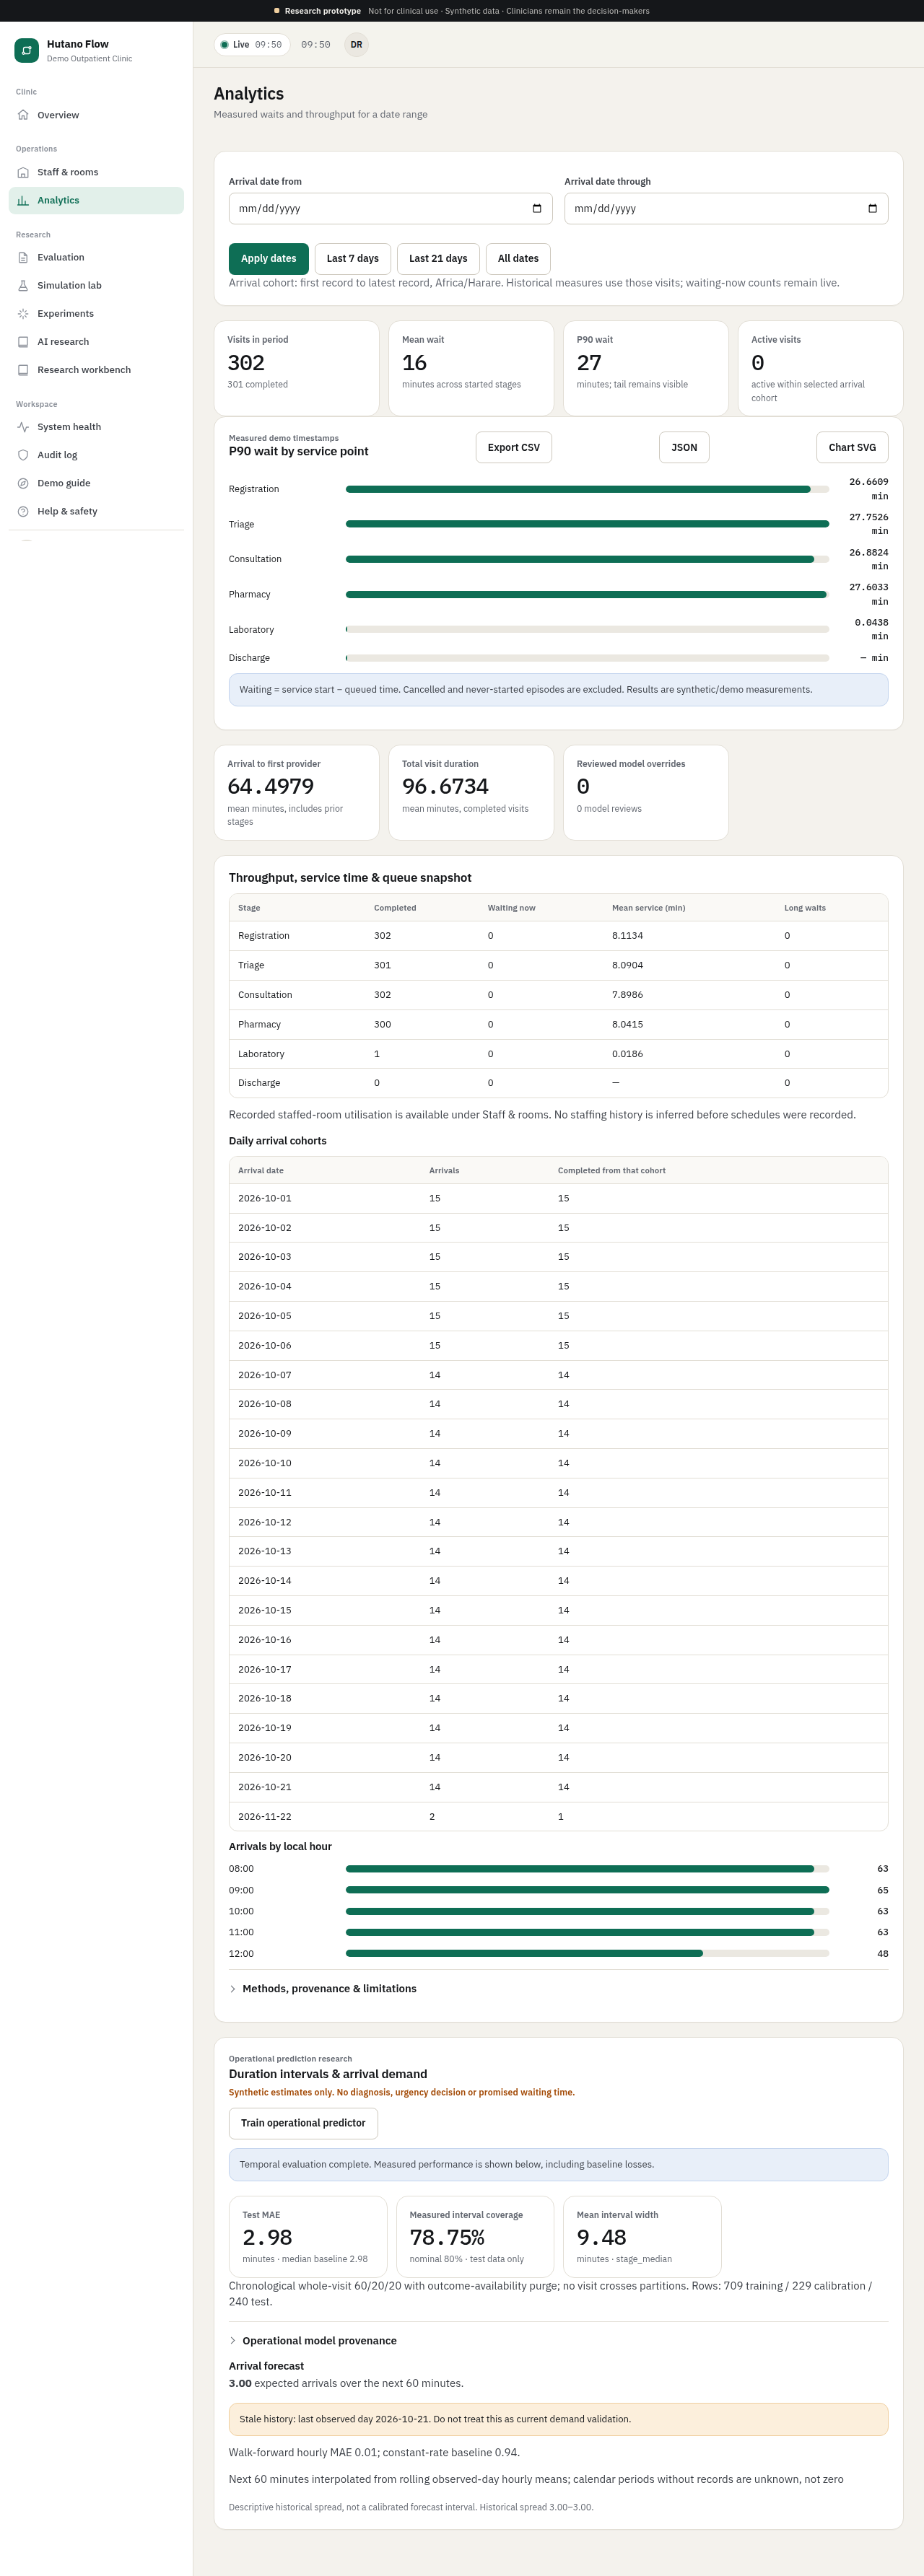 Research prototype Not for clinical use · Synthetic data · Clinicians remain the decision-makers
Hutano Flow
Demo Outpatient Clinic
Clinic
Overview
Operations
Staff & rooms
Analytics
Research
Evaluation
Simulation lab
Experiments
AI research
Research workbench
Workspace
System health
Audit log
Demo guide
Help & safety
Live 09:50 09:50 DR
Analytics
Measured waits and throughput for a date range
Arrival date from Arrival date through
mm/dd/yyyy mm/dd/yyyy
Apply dates Last 7 days Last 21 days All dates
Arrival cohort: first record to latest record, Africa/Harare. Historical measures use those visits; waiting-now counts remain live.
Visits in period
302
301 completed
Mean wait
16
minutes across started stages
P90 wait
27
minutes; tail remains visible
Active visits
0
active within selected arrival
cohort
Measured demo timestamps
P90 wait by service point
Export CSV JSON Chart SVG
Registration 26.6609
min
Triage 27.7526
min
Consultation 26.8824
min
Pharmacy 27.6033
min
Laboratory 0.0438
min
Discharge — min
Waiting = service start − queued time. Cancelled and never-started episodes are excluded. Results are synthetic/demo measurements.
Arrival to first provider
64.4979
mean minutes, includes prior
stages
Total visit duration
96.6734
mean minutes, completed visits
Reviewed model overrides
0
0 model reviews
Throughput, service time & queue snapshot
Stage Completed Waiting now Mean service (min) Long waits
Registration 302 0 8.1134 0
Triage 301 0 8.0904 0
Consultation 302 0 7.8986 0
Pharmacy 300 0 8.0415 0
Laboratory 1 0 0.0186 0
Discharge 0 0 — 0
Recorded staffed-room utilisation is available under Staff & rooms. No staffing history is inferred before schedules were recorded.
Daily arrival cohorts
Arrival date Arrivals Completed from that cohort
2026-10-01 15 15
2026-10-02 15 15
2026-10-03 15 15
2026-10-04 15 15
2026-10-05 15 15
2026-10-06 15 15
2026-10-07 14 14
2026-10-08 14 14
2026-10-09 14 14
2026-10-10 14 14
2026-10-11 14 14
2026-10-12 14 14
2026-10-13 14 14
2026-10-14 14 14
2026-10-15 14 14
2026-10-16 14 14
2026-10-17 14 14
2026-10-18 14 14
2026-10-19 14 14
2026-10-20 14 14
2026-10-21 14 14
2026-11-22 2 1
Arrivals by local hour
08:00 63
09:00 65
10:00 63
11:00 63
12:00 48
Methods, provenance & limitations
Operational prediction research
Duration intervals & arrival demand
Synthetic estimates only. No diagnosis, urgency decision or promised waiting time.
Train operational predictor
Temporal evaluation complete. Measured performance is shown below, including baseline losses.
Test MAE
2.98
minutes · median baseline 2.98
Measured interval coverage
78.75%
nominal 80% · test data only
Mean interval width
9.48
minutes · stage_median
Chronological whole-visit 60/20/20 with outcome-availability purge; no visit crosses partitions. Rows: 709 training / 229 calibration /
240 test.
Operational model provenance
Arrival forecast
3.00 expected arrivals over the next 60 minutes.
Stale history: last observed day 2026-10-21. Do not treat this as current demand validation.
Walk-forward hourly MAE 0.01; constant-rate baseline 0.94.
Next 60 minutes interpolated from rolling observed-day hourly means; calendar periods without records are unknown, not zero
Descriptive historical spread, not a calibrated forecast interval. Historical spread 3.00–3.00.